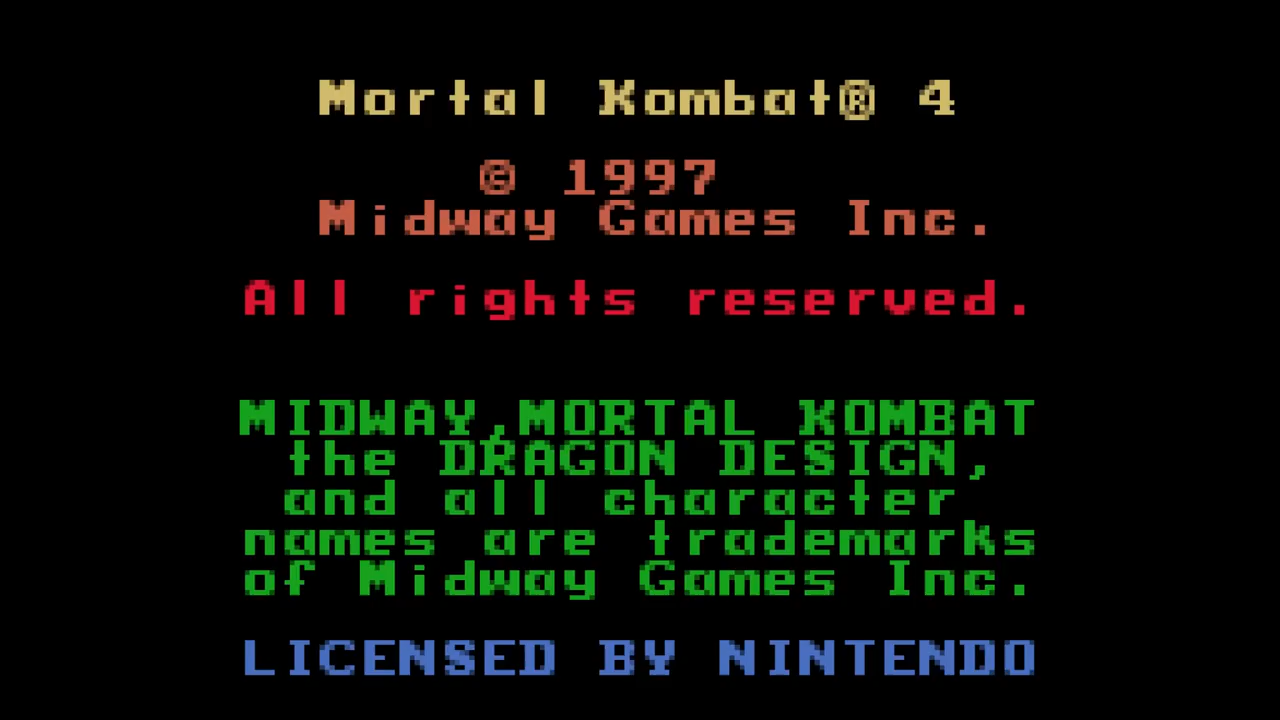 Mortal Kombat® 4
© 1997
Midway Games Inc.
All rights reserved.
MIDWAY,MORTAL KOMBAT
the DRAGON DESIGN,
and all character
names are trademarks
of Midway Games Inc.
LICENSED BY NINTENDO